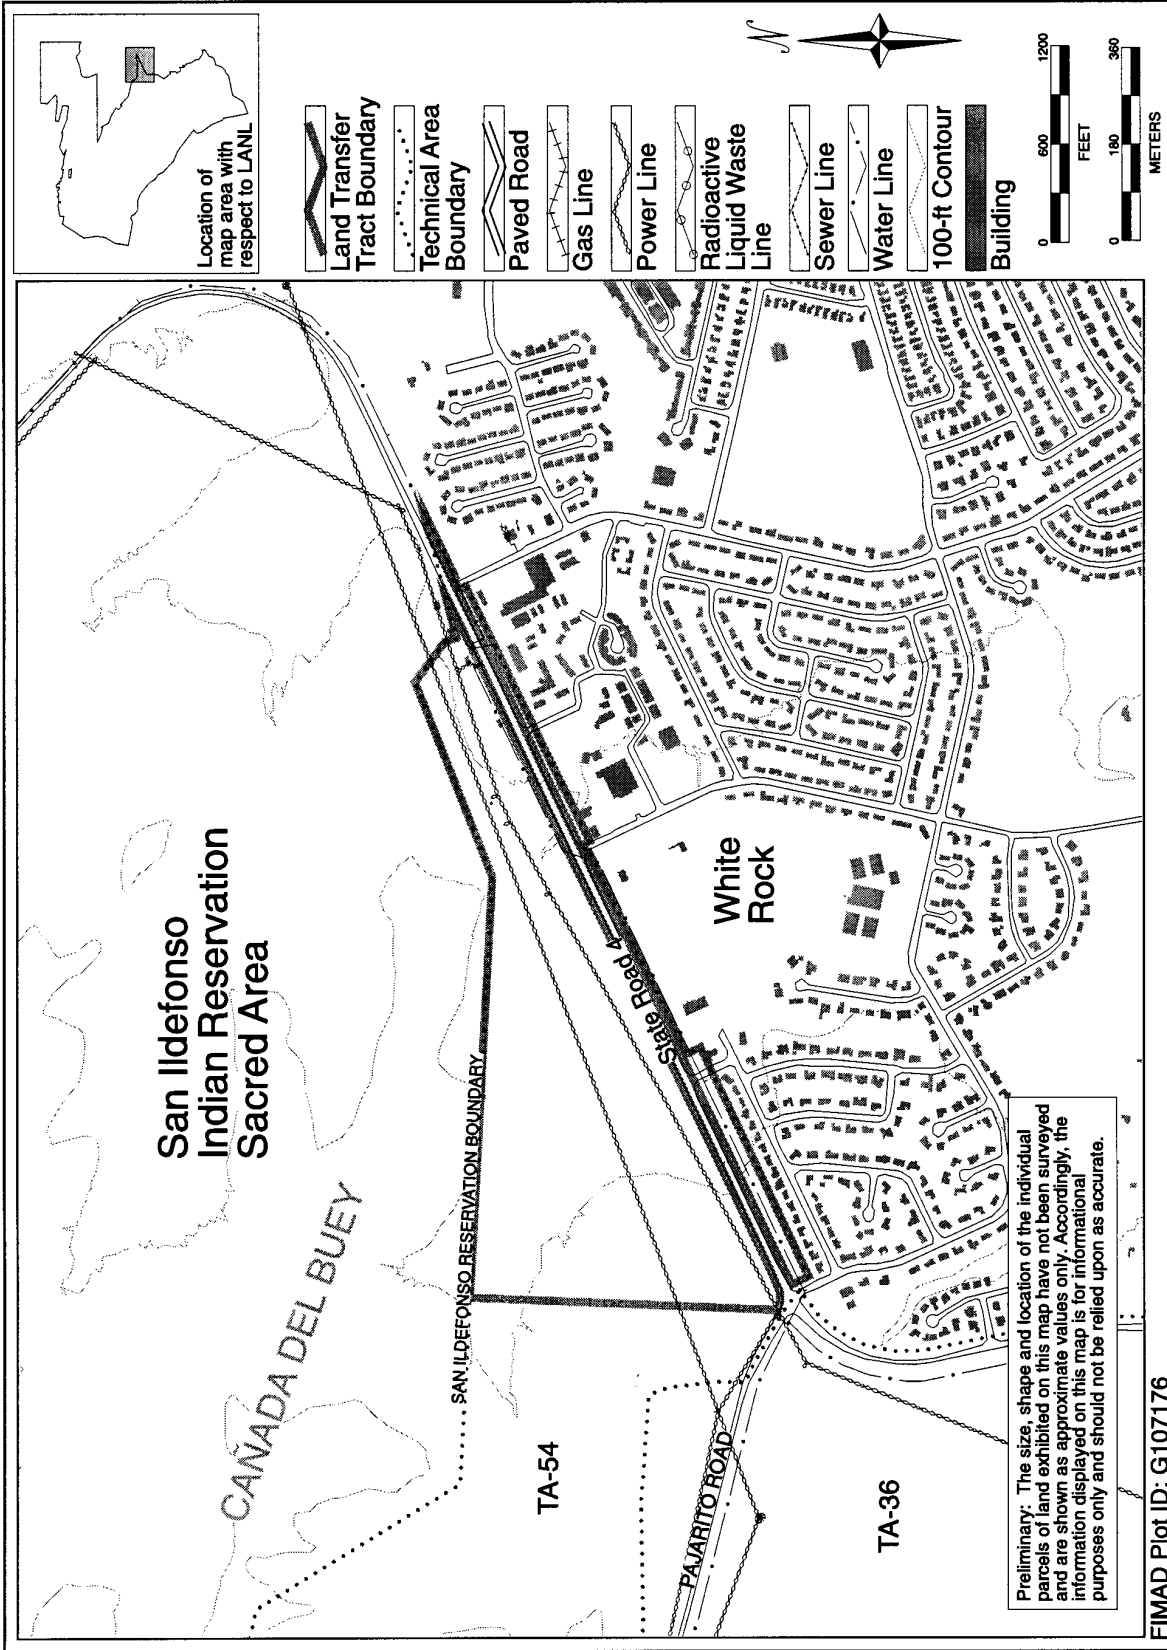 San Ildefonso
Indian Reservation
Sacred Area
CAÑADA DEL BUEY
SAN ILDEFONSO RESERVATION BOUNDARY
TA-54
PAJARITO ROAD
TA-36
State Road 4
White
Rock
Preliminary: The size, shape and location of the individual
parcels of land exhibited on this map have not been surveyed
and are shown as approximate values only. Accordingly, the
information displayed on this map is for informational
purposes only and should not be relied upon as accurate.
FIMAD Plot ID: G107176
Location of
map area with
respect to LANL
Land Transfer
Tract Boundary
Technical Area
Boundary
Paved Road
Gas Line
Power Line
Radioactive
Liquid Waste
Line
Sewer Line
Water Line
100-ft Contour
Building
N
0 600 1200
FEET
0 180 360
METERS